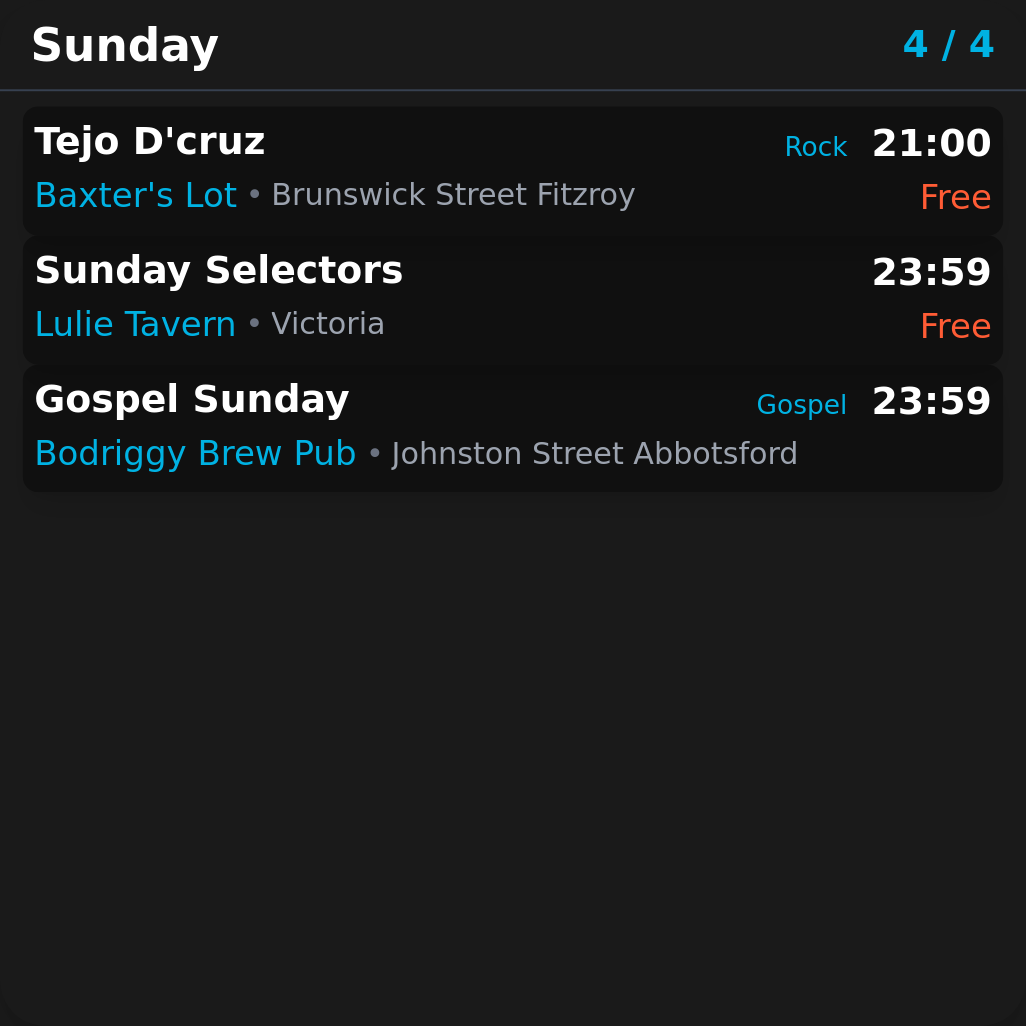 Sunday 4 / 4
Tejo D'cruz Rock 21:00
Baxter's Lot • Brunswick Street Fitzroy Free
Sunday Selectors 23:59
Lulie Tavern • Victoria Free
Gospel Sunday Gospel 23:59
Bodriggy Brew Pub • Johnston Street Abbotsford